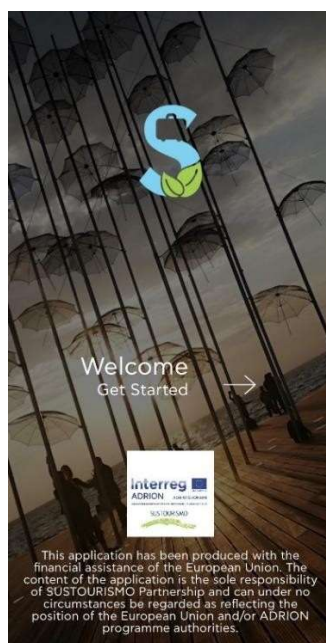 S
Welcome
Get Started
Interreg
ADRION
SUSTOURISMO
This application has been produced with the
financial assistance of the European Union. The
content of the application is the sole responsibility
of SUSTOURISMO Partnership and can under no
circumstances be regarded as reflecting the
position of the European Union and/or ADRION
programme authorities.